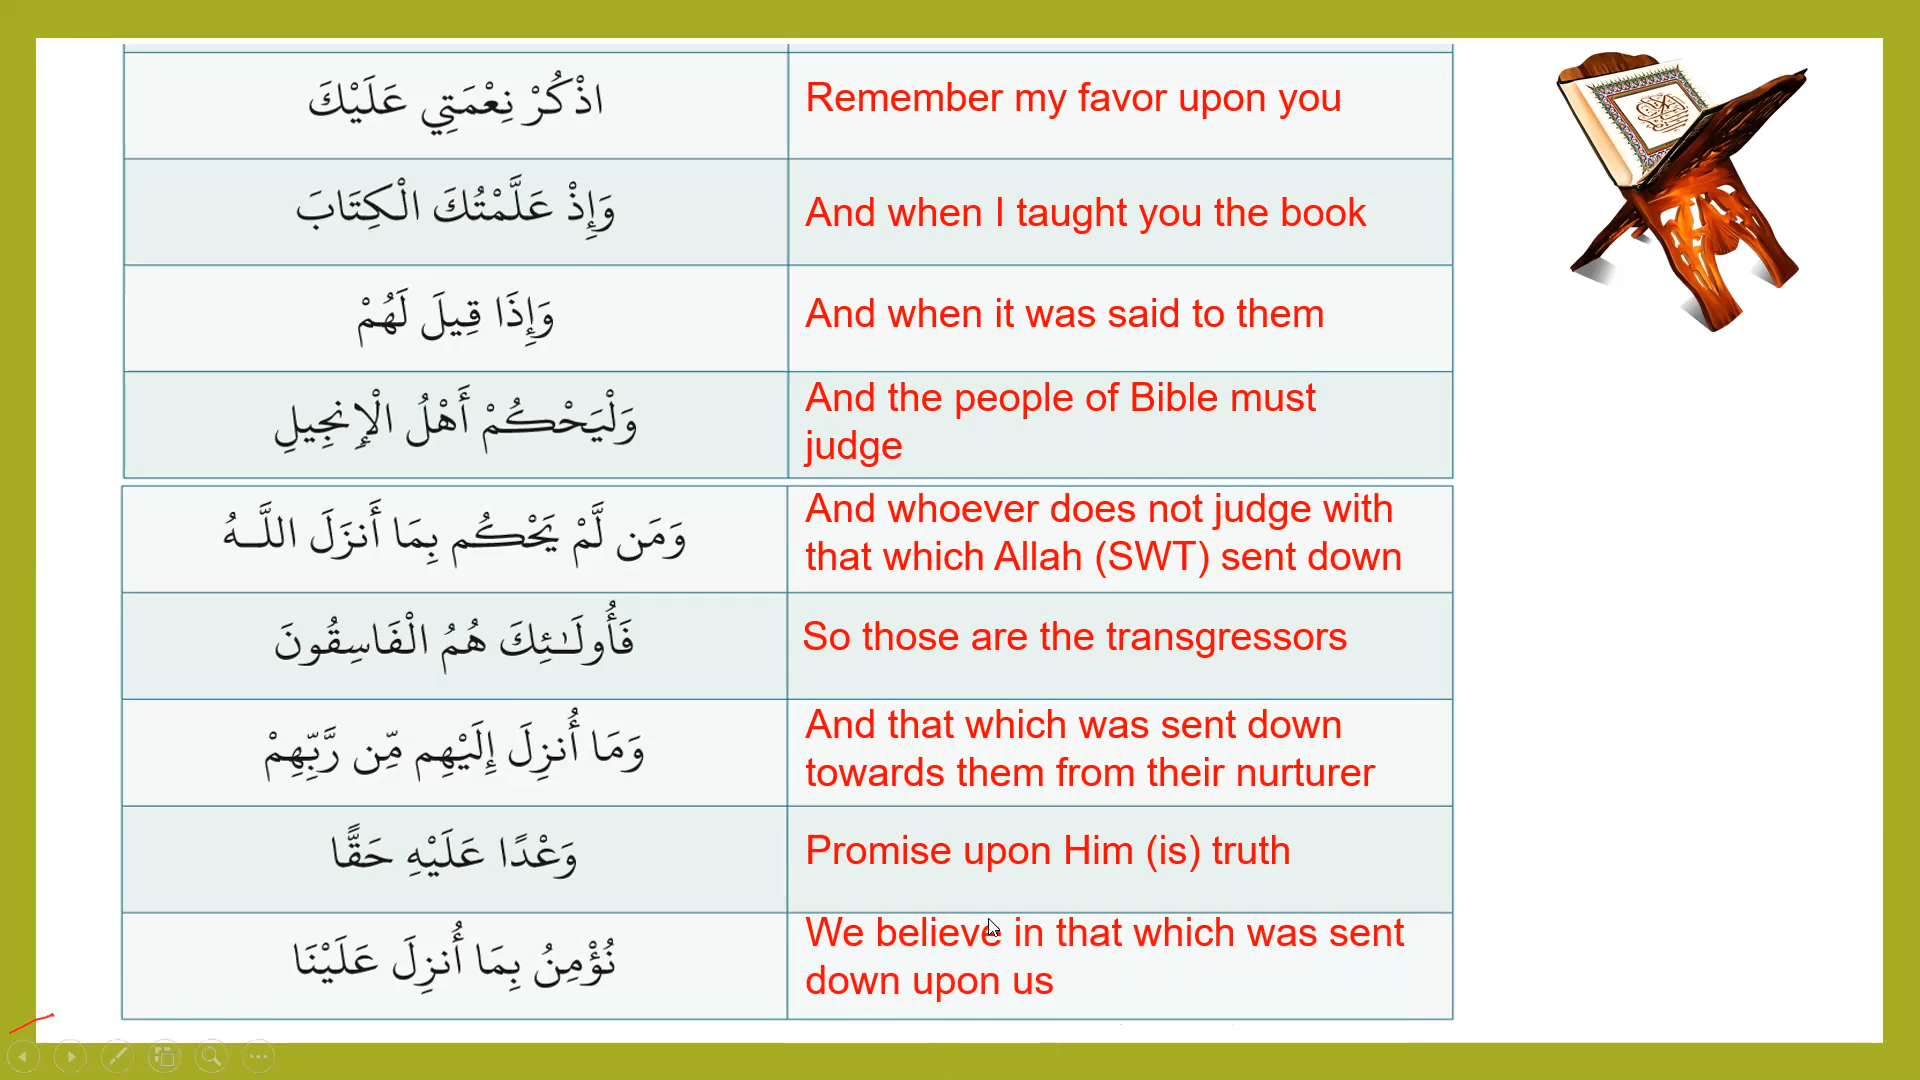 اذْكُرْ نِعْمَتِي عَلَيْكَ
Remember my favor upon you
وَإِذْ عَلَّمْتُكَ الْكِتَابَ
And when I taught you the book
وَإِذَا قِيلَ لَهُمْ
And when it was said to them
وَلْيَحْكُمْ أَهْلُ الْإِنجِيلِ
And the people of Bible must
judge
وَمَن لَّمْ يَحْكُم بِمَا أَنزَلَ اللَّـهُ
And whoever does not judge with
that which Allah (SWT) sent down
فَأُولَـٰئِكَ هُمُ الْفَاسِقُونَ
So those are the transgressors
وَمَا أُنزِلَ إِلَيْهِم مِّن رَّبِّهِمْ
And that which was sent down
towards them from their nurturer
وَعْدًا عَلَيْهِ حَقًّا
Promise upon Him (is) truth
نُؤْمِنُ بِمَا أُنزِلَ عَلَيْنَا
We believe in that which was sent
down upon us